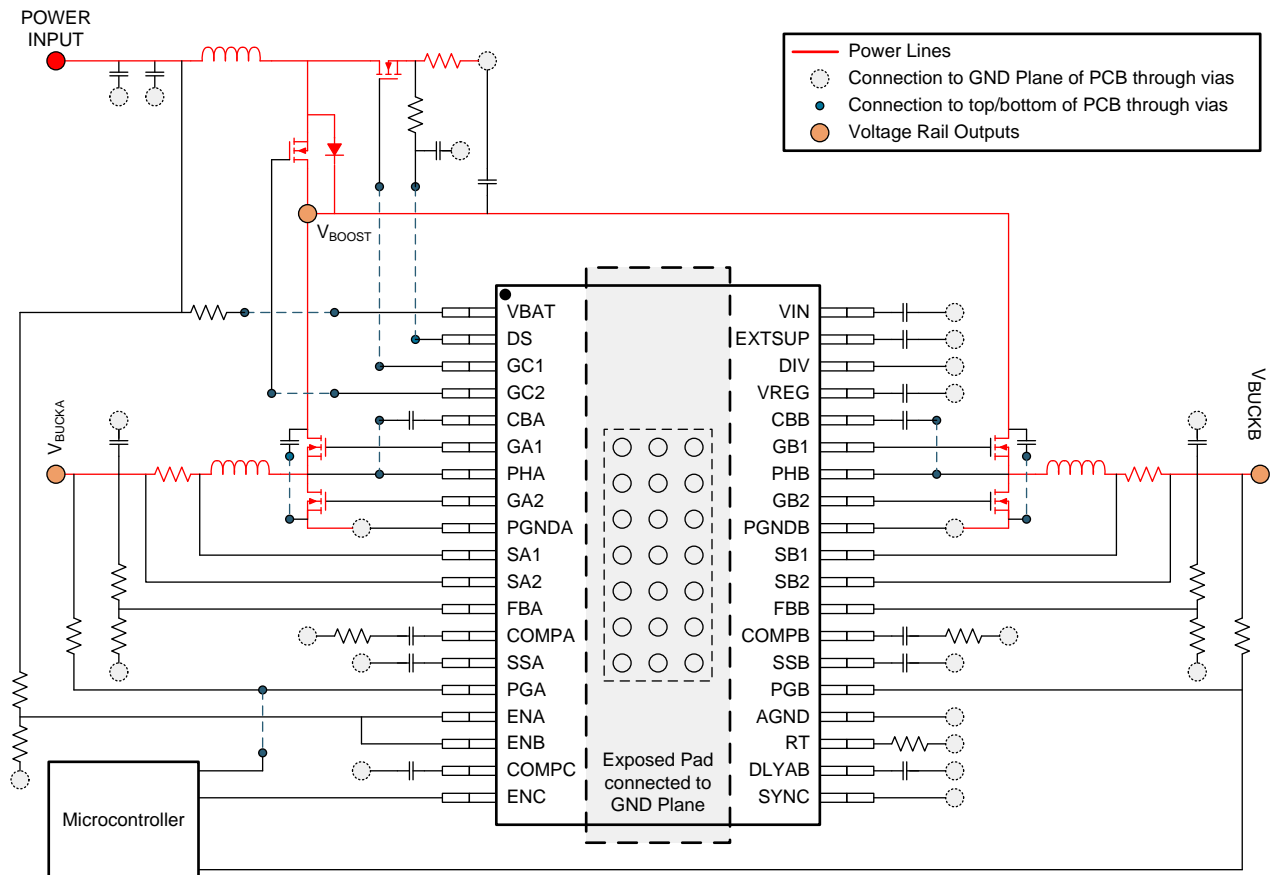 POWER
INPUT
Power Lines
Connection to GND Plane of PCB through vias
Connection to top/bottom of PCB through vias
Voltage Rail Outputs
VBOOST
VBAT
DS
GC1
GC2
CBA
GA1
PHA
GA2
PGNDA
SA1
SA2
FBA
COMPA
SSA
PGA
ENA
ENB
COMPC
ENC
VIN
EXTSUP
DIV
VREG
CBB
GB1
PHB
GB2
PGNDB
SB1
SB2
FBB
COMPB
SSB
PGB
AGND
RT
DLYAB
SYNC
VBUCKA
VBUCKB
Exposed Pad
connected to
GND Plane
Microcontroller